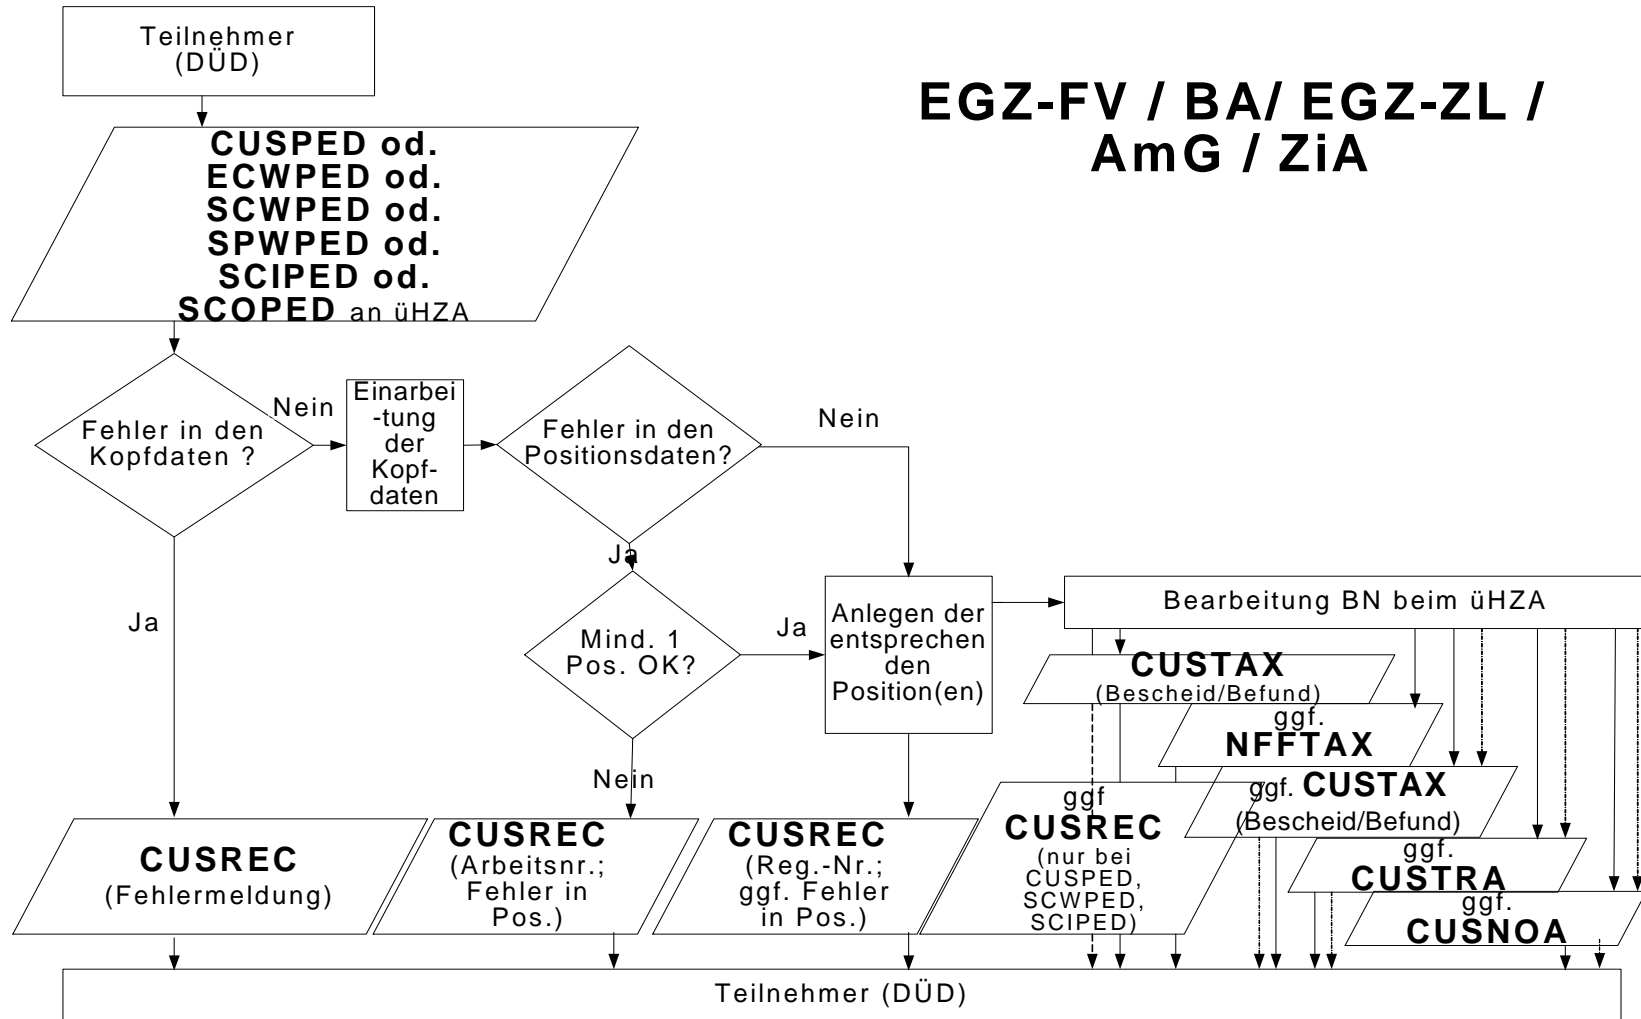 Teilnehmer
(DÜD)
EGZ-FV / BA/ EGZ-ZL /
AmG / ZiA
CUSPED od.
ECWPED od.
SCWPED od.
SPWPED od.
SCIPED od.
SCOPED an üHZA
Fehler in den
Kopfdaten ?
Nein
Einarbei
-tung
der
Kopf-
daten
Fehler in den
Positionsdaten?
Nein
Ja
Ja
Mind. 1
Pos. OK?
Ja
Nein
Anlegen der
entsprechen
den
Position(en)
Bearbeitung BN beim üHZA
CUSTAX
(Bescheid/Befund)
ggf.
NFFTAX
ggf. CUSTAX
(Bescheid/Befund)
ggf.
CUSTRA
ggf.
CUSNOA
CUSREC
(Fehlermeldung)
CUSREC
(Arbeitsnr.;
Fehler in
Pos.)
CUSREC
(Reg.-Nr.;
ggf. Fehler
in Pos.)
ggf
CUSREC
(nur bei
CUSPED,
SCWPED,
SCIPED)
Teilnehmer (DÜD)